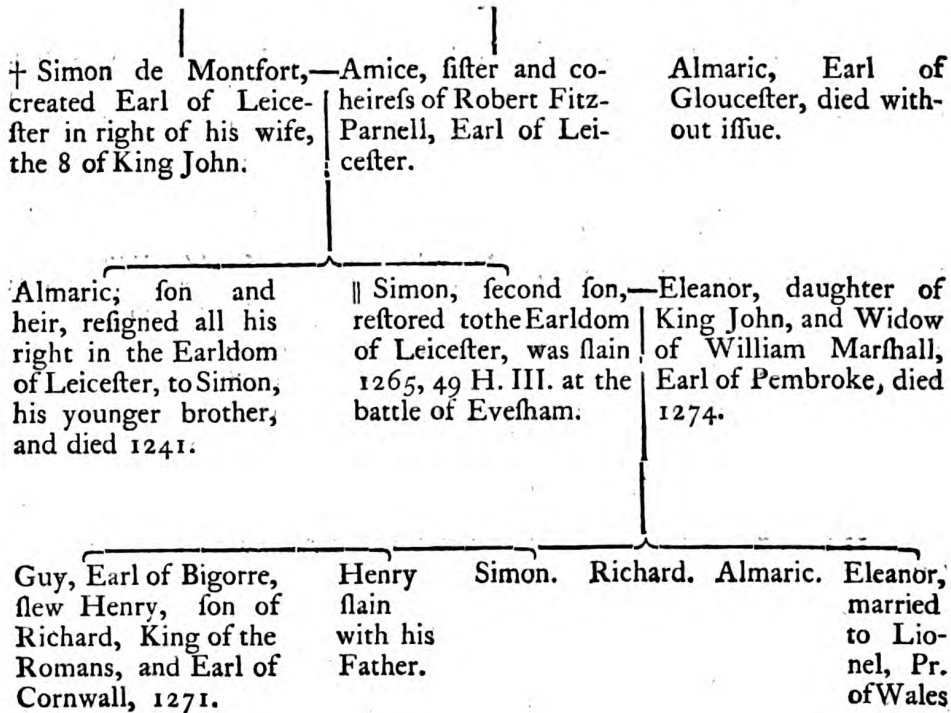 † Simon de Montfort,—
created Earl of Leice-
ſter in right of his wife,
the 8 of King John.
Amice, ſiſter and co-
heireſs of Robert Fitz-
Parnell, Earl of Lei-
ceſter.
Almaric, Earl of
Glouceſter, died with-
out iſſue.
Almaric, ſon and
heir, reſigned all his
right in the Earldom
of Leiceſter, to Simon,
his younger brother,
and died 1241.
‖ Simon, ſecond ſon,—
reſtored tothe Earldom
of Leiceſter, was ſlain
1265, 49 H. III. at the
battle of Eveſham.
Eleanor, daughter of
King John, and Widow
of William Marſhall,
Earl of Pembroke, died
1274.
Guy, Earl of Bigorre,
ſlew Henry, ſon of
Richard, King of the
Romans, and Earl of
Cornwall, 1271.
Henry
ſlain
with his
Father.
Simon.
Richard.
Almaric.
Eleanor,
married
to Lio-
nel, Pr.
of Wales